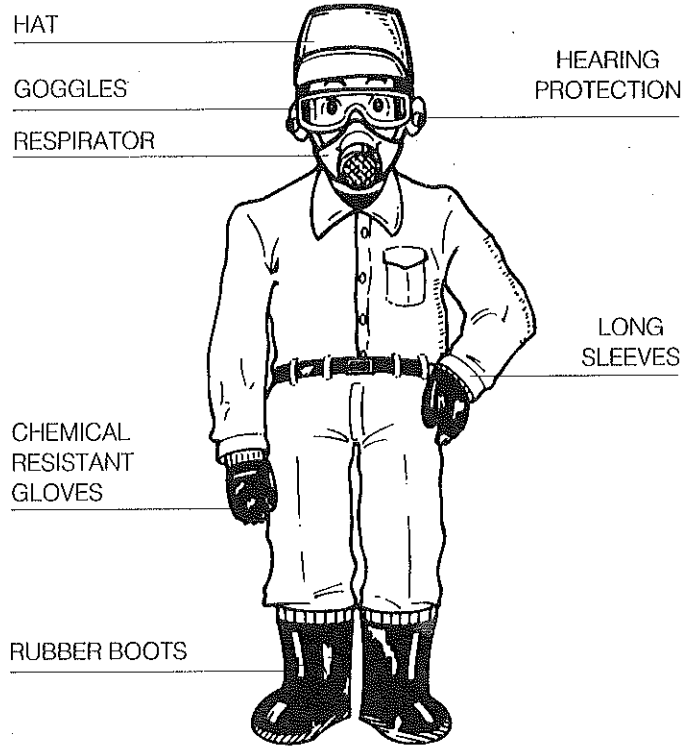 HAT
GOGGLES
RESPIRATOR
HEARING
PROTECTION
LONG
SLEEVES
CHEMICAL
RESISTANT
GLOVES
RUBBER BOOTS